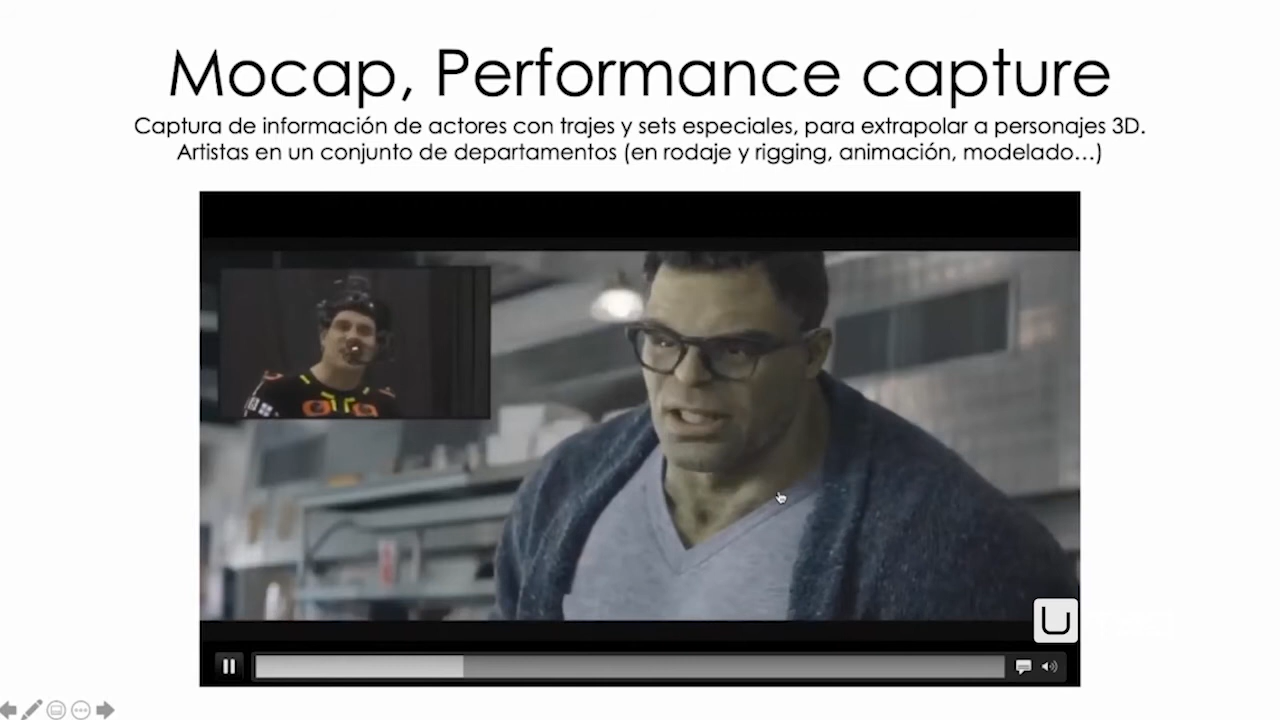 Mocap, Performance capture
Captura de información de actores con trajes y sets especiales, para extrapolar a personajes 3D.
Artistas en un conjunto de departamentos (en rodaje y rigging, animación, modelado...)
U